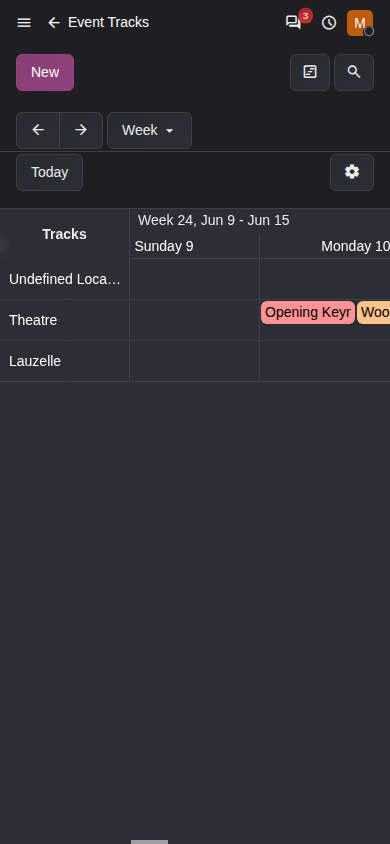 Event Tracks
3
M
New
Week
Today
Tracks
Week 24, Jun 9 - Jun 15
Sunday 9
Monday 10
Undefined Loca…
Theatre
Opening Keyr
Woo
Lauzelle